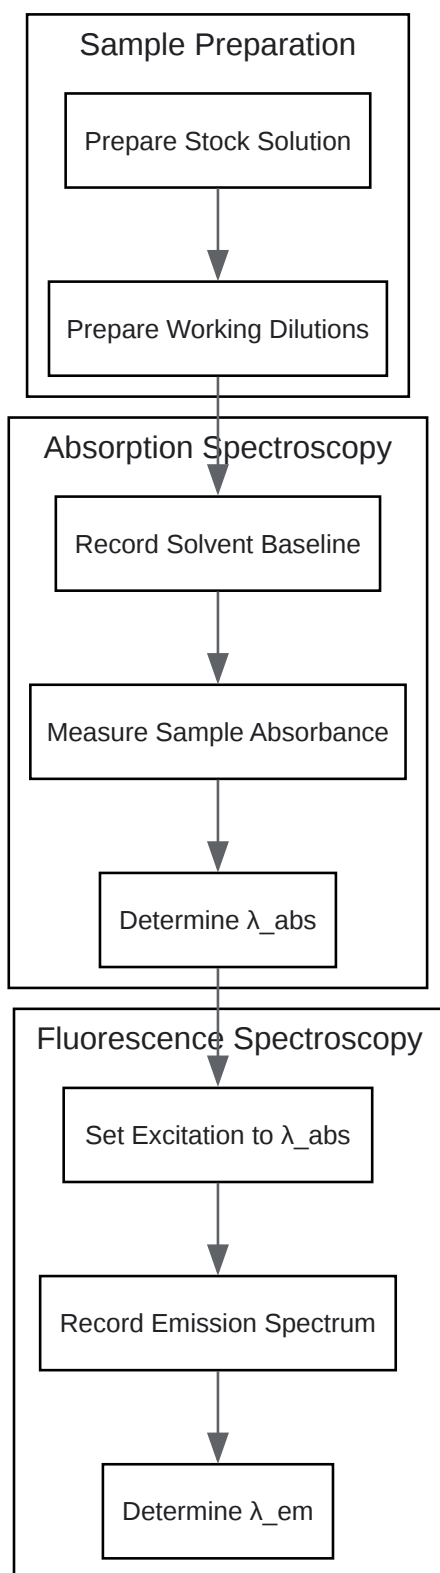 Sample Preparation
Prepare Stock Solution
Prepare Working Dilutions
Absorption Spectroscopy
Record Solvent Baseline
Measure Sample Absorbance
Determine λ_abs
Fluorescence Spectroscopy
Set Excitation to λ_abs
Record Emission Spectrum
Determine λ_em